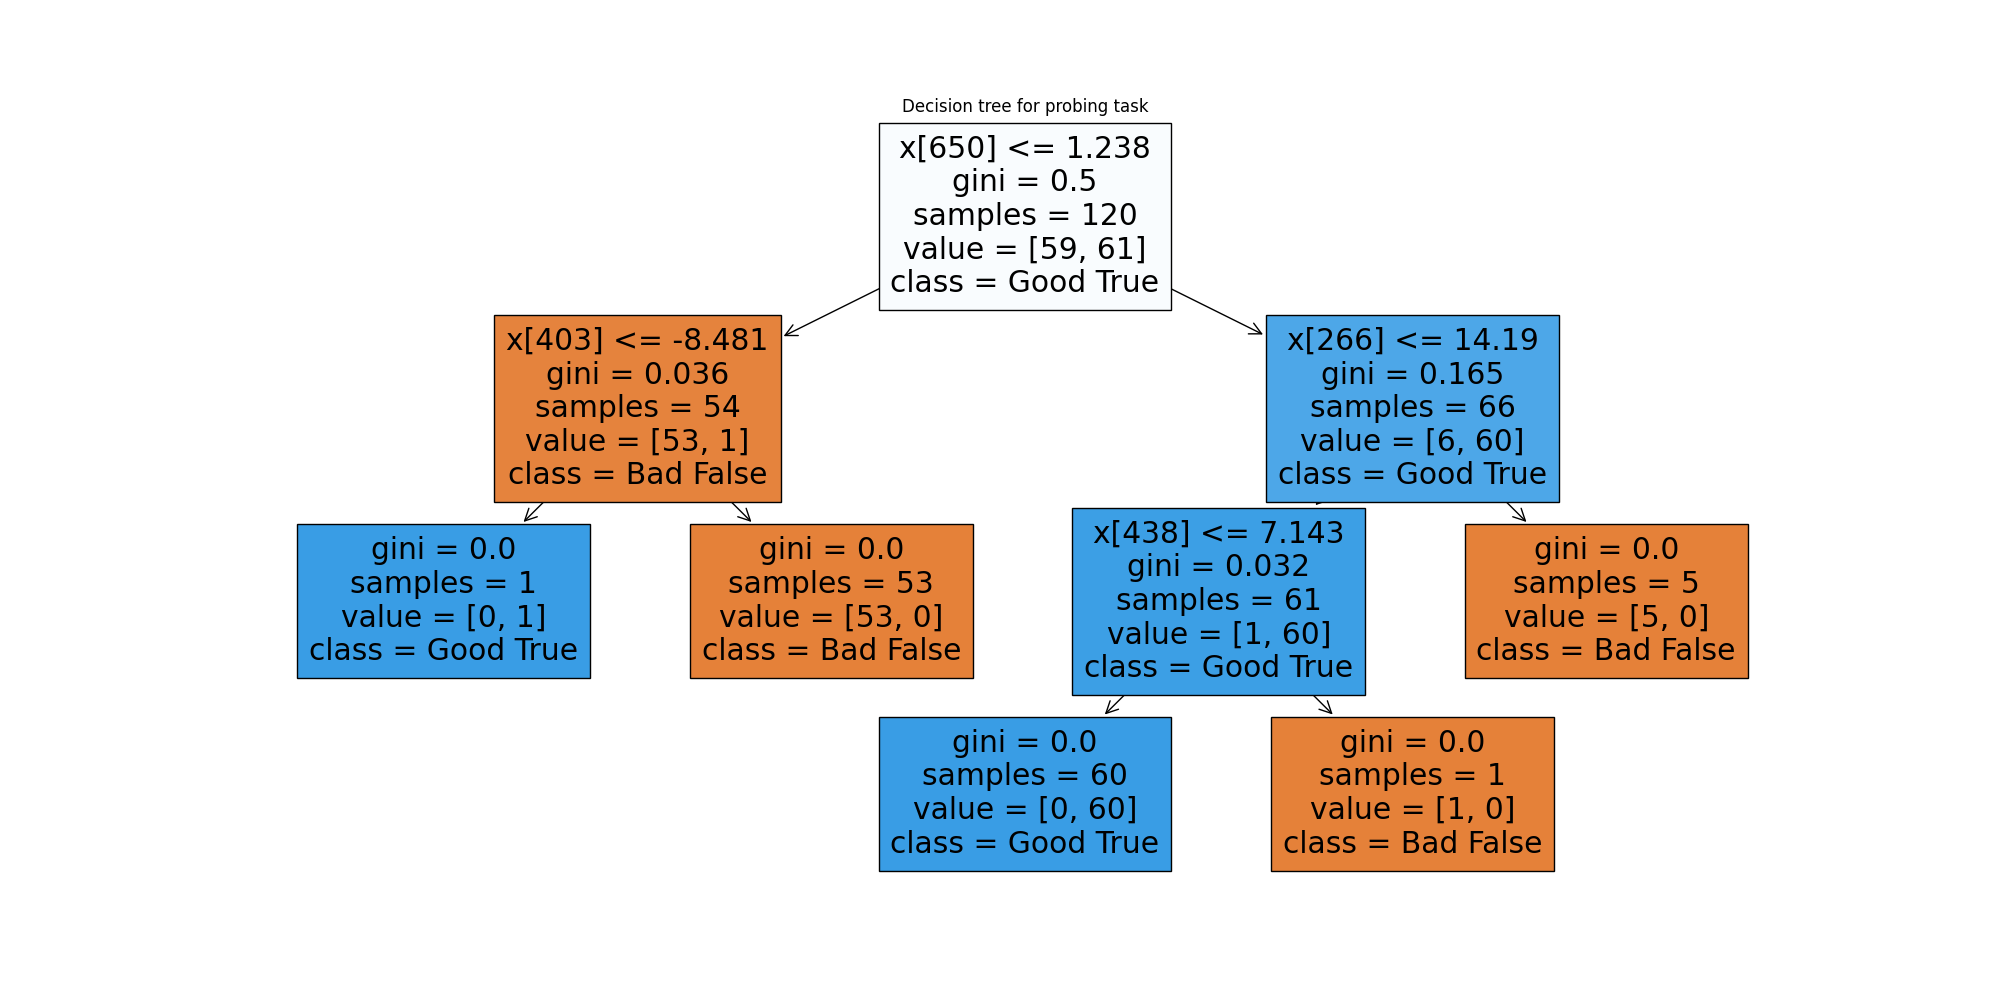 Decision tree for probing task
x[650] <= 1.238
gini = 0.5
samples = 120
value = [59, 61]
class = Good True
x[403] <= -8.481
gini = 0.036
samples = 54
value = [53, 1]
class = Bad False
x[266] <= 14.19
gini = 0.165
samples = 66
value = [6, 60]
class = Good True
gini = 0.0
samples = 1
value = [0, 1]
class = Good True
gini = 0.0
samples = 53
value = [53, 0]
class = Bad False
x[438] <= 7.143
gini = 0.032
samples = 61
value = [1, 60]
class = Good True
gini = 0.0
samples = 5
value = [5, 0]
class = Bad False
gini = 0.0
samples = 60
value = [0, 60]
class = Good True
gini = 0.0
samples = 1
value = [1, 0]
class = Bad False